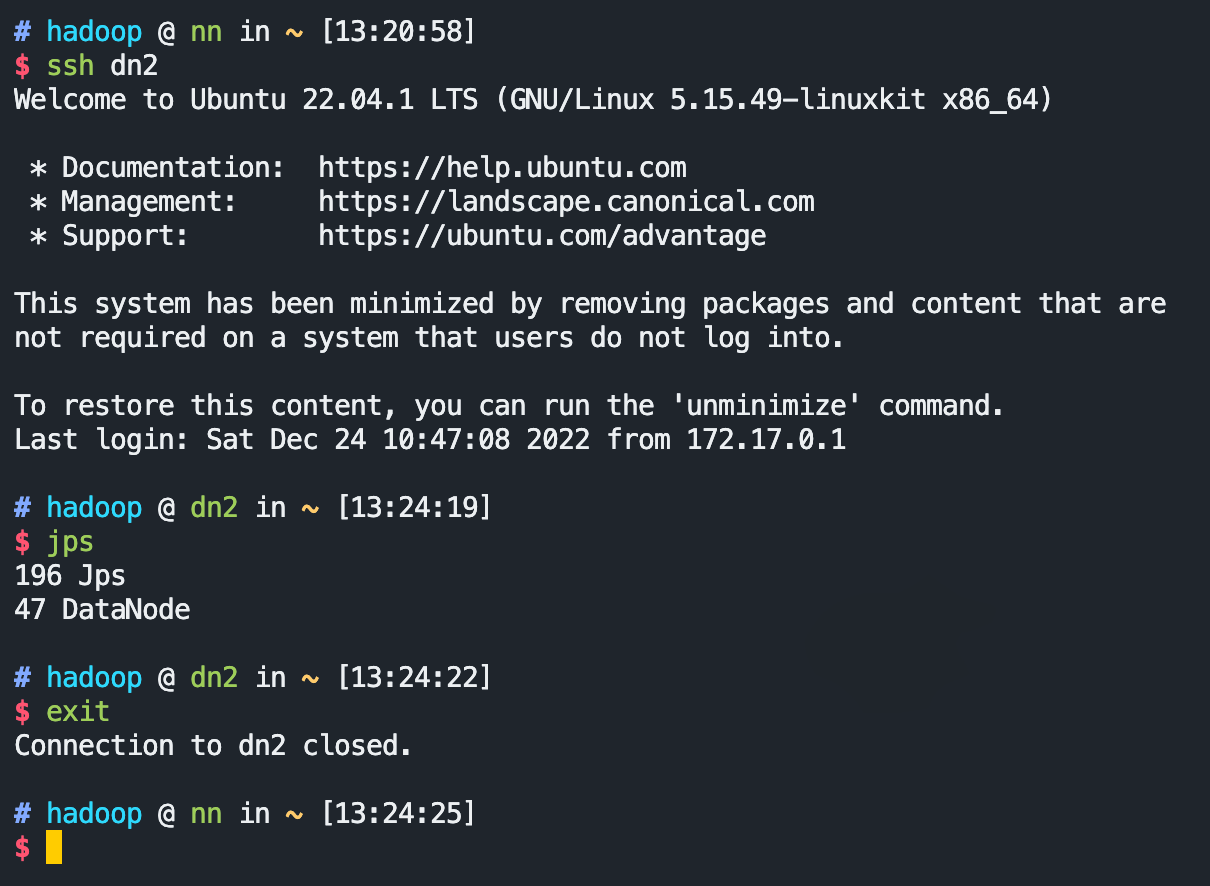 # hadoop @ nn in ~ [13:20:58]
$ ssh dn2
Welcome to Ubuntu 22.04.1 LTS (GNU/Linux 5.15.49-linuxkit x86_64)

 * Documentation:  https://help.ubuntu.com
 * Management:     https://landscape.canonical.com
 * Support:        https://ubuntu.com/advantage

This system has been minimized by removing packages and content that are
not required on a system that users do not log into.

To restore this content, you can run the 'unminimize' command.
Last login: Sat Dec 24 10:47:08 2022 from 172.17.0.1

# hadoop @ dn2 in ~ [13:24:19]
$ jps
196 Jps
47 DataNode

# hadoop @ dn2 in ~ [13:24:22]
$ exit
Connection to dn2 closed.

# hadoop @ nn in ~ [13:24:25]
$